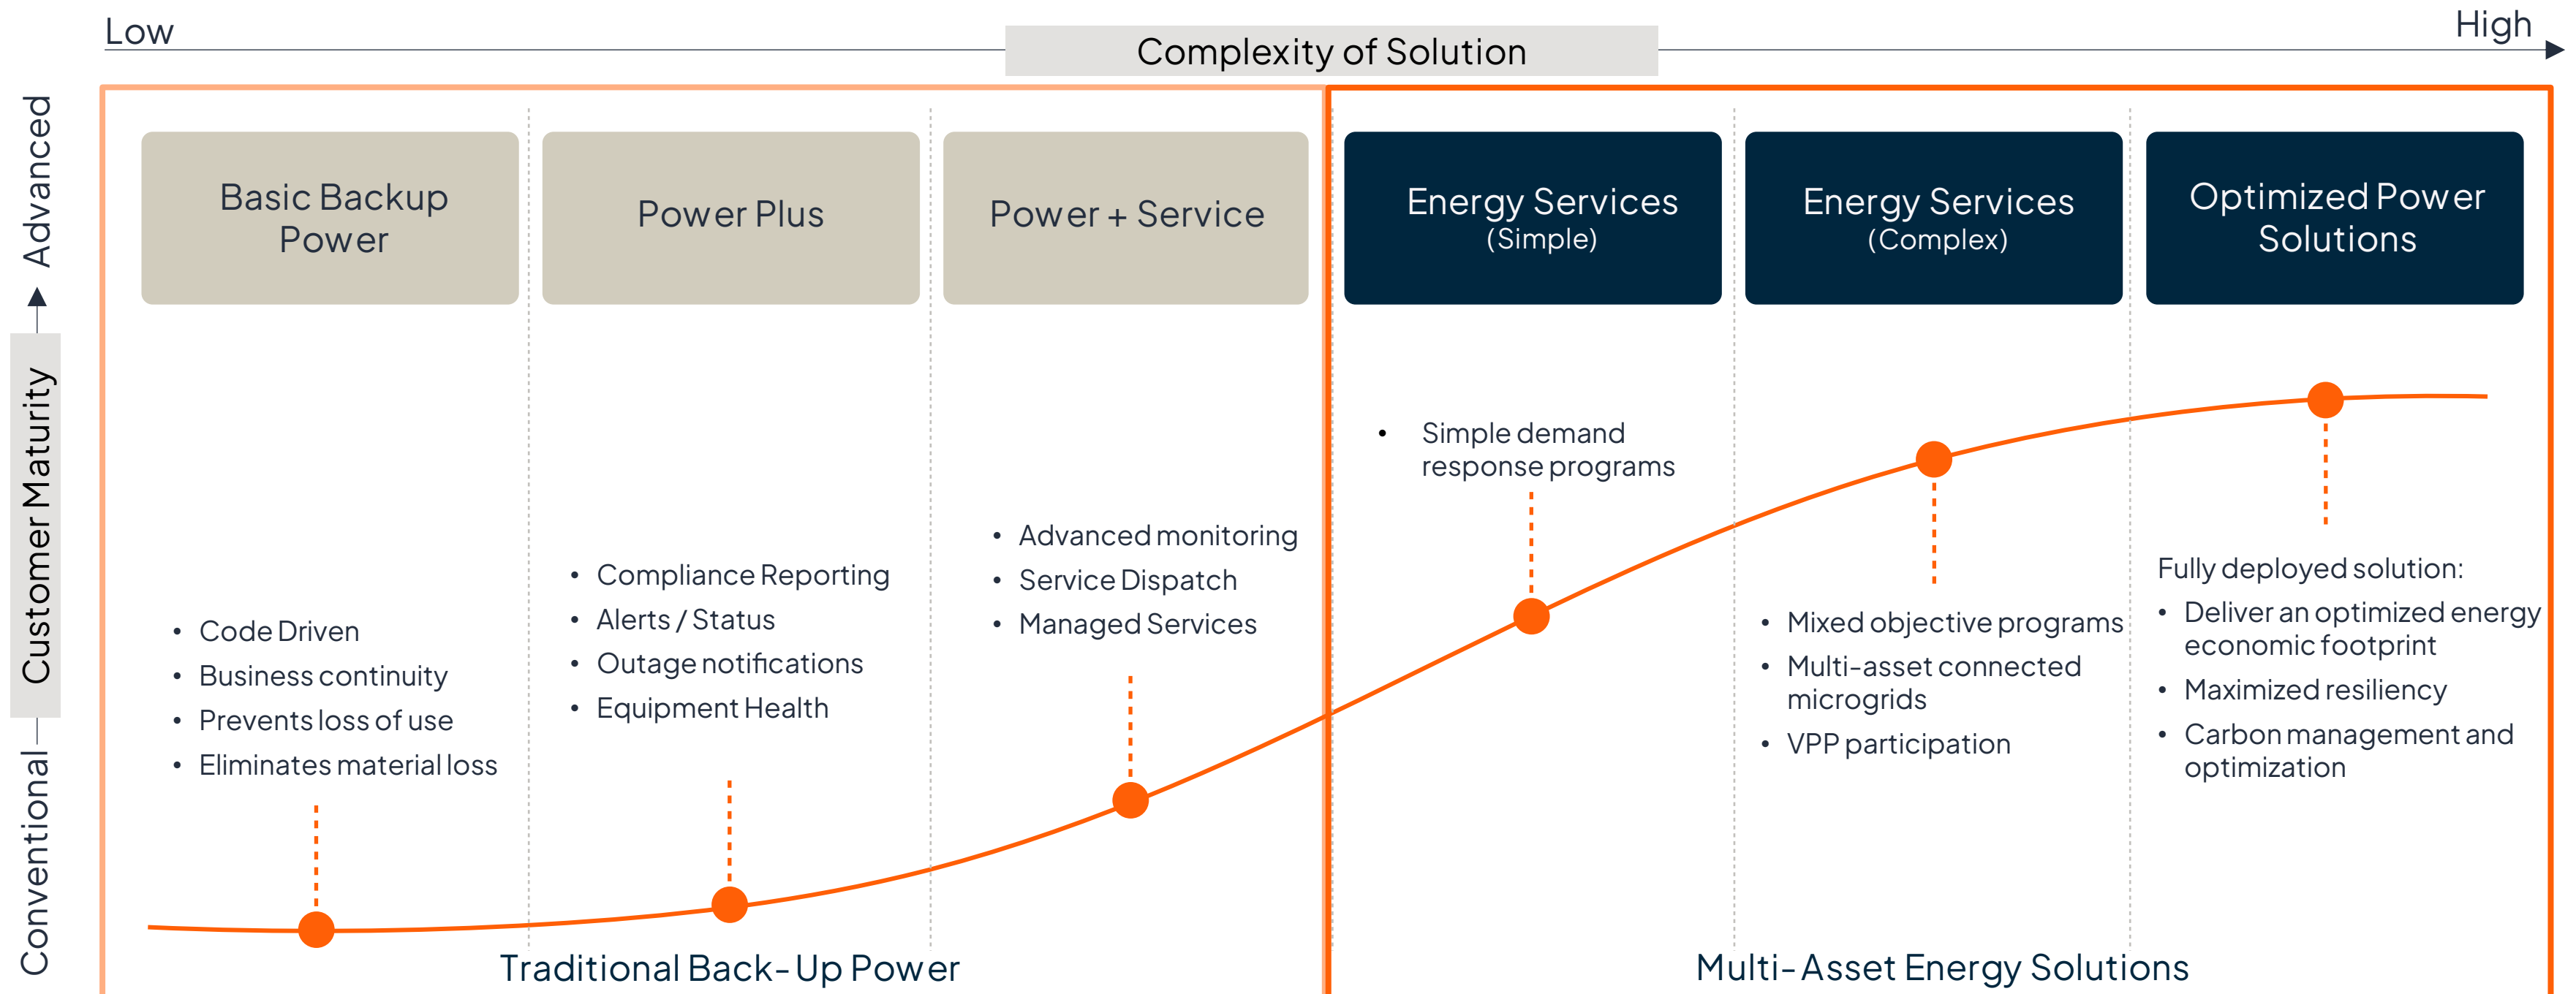 Low
Complexity of Solution
High
Advanced
Customer Maturity
Conventional
Basic Backup
Power
Power Plus
Power + Service
Energy Services
(Simple)
Energy Services
(Complex)
Optimized Power
Solutions
• Code Driven
• Business continuity
• Prevents loss of use
• Eliminates material loss
• Compliance Reporting
• Alerts / Status
• Outage notifications
• Equipment Health
• Advanced monitoring
• Service Dispatch
• Managed Services
• Simple demand
response programs
• Mixed objective programs
• Multi-asset connected
microgrids
• VPP participation
Fully deployed solution:
• Deliver an optimized energy
economic footprint
• Maximized resiliency
• Carbon management and
optimization
Traditional Back-Up Power
Multi-Asset Energy Solutions